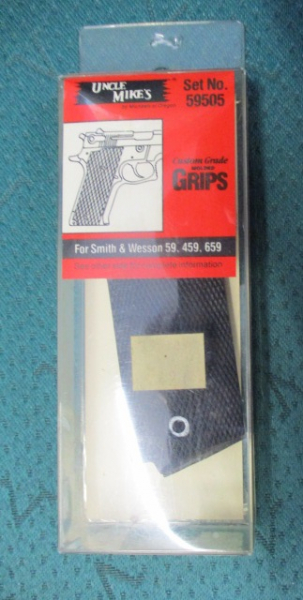 UNCLE
MIKE'S
Set No.
59505
Custom Grade
GRIPS
For Smith & Wesson 59, 459, 659